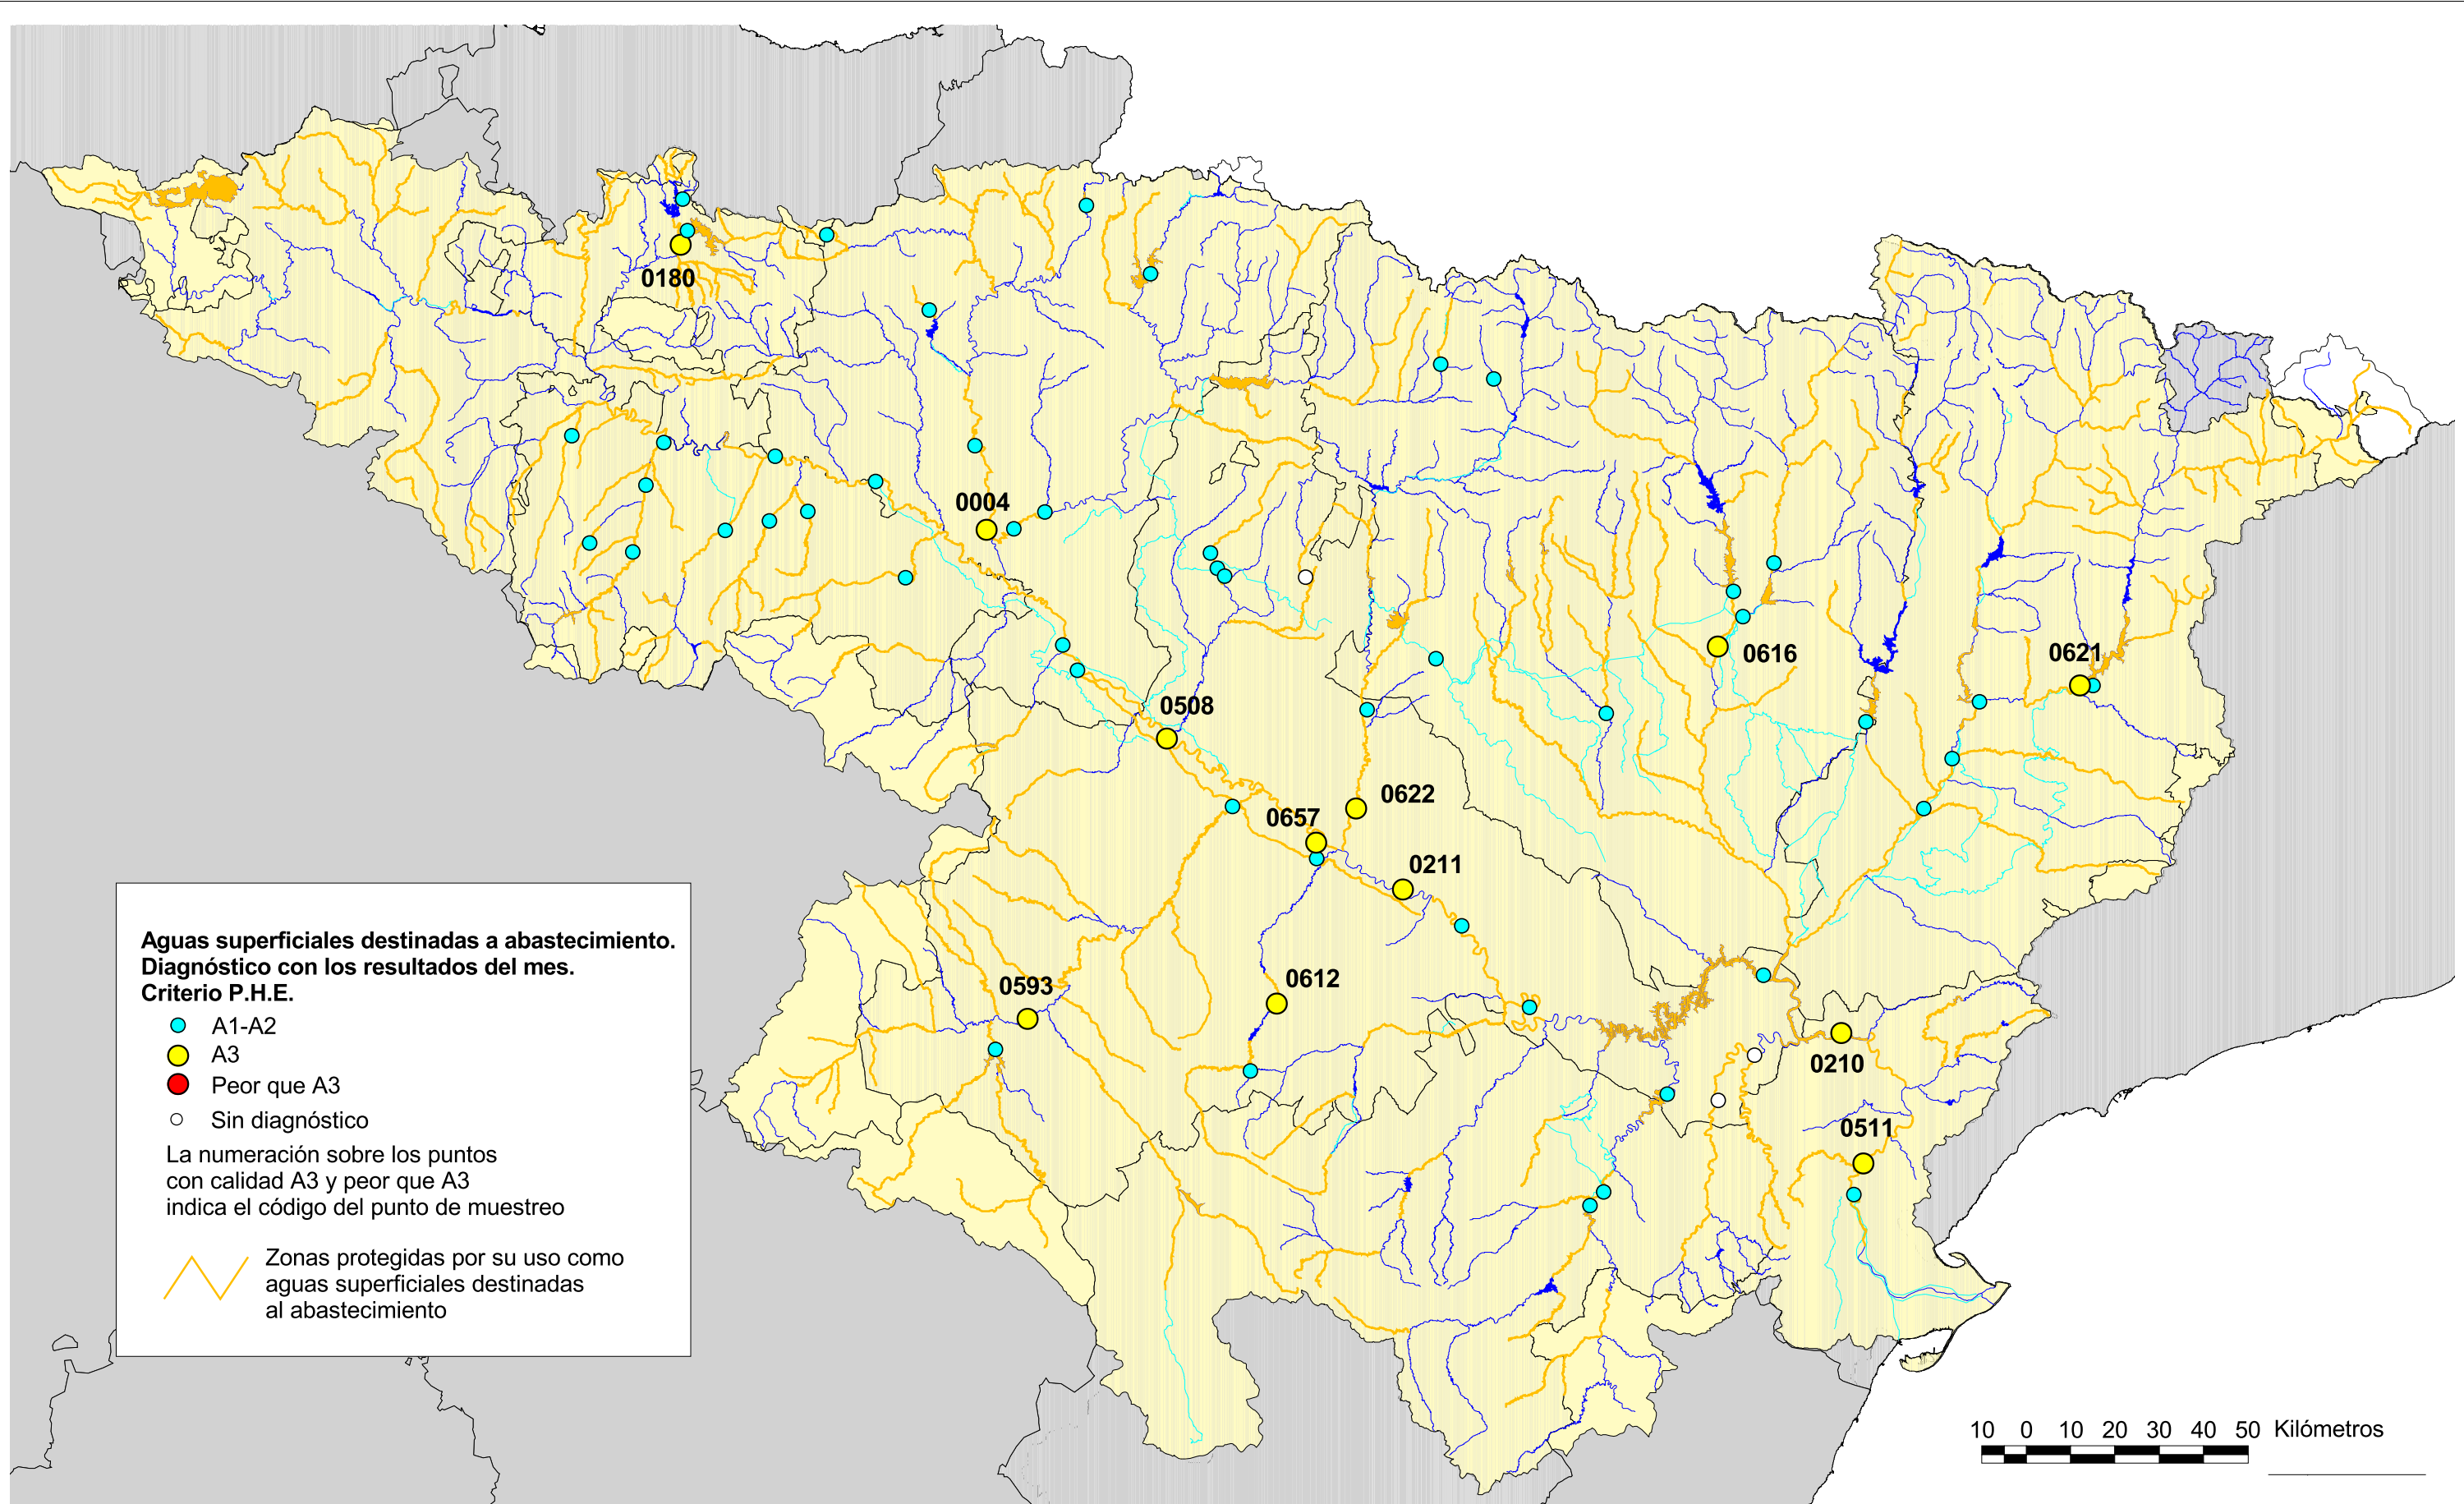 0180
0004
0616
0621
0508
0622
0657
0211
0593
0612
0210
0511
Aguas superficiales destinadas a abastecimiento.
Diagnóstico con los resultados del mes.
Criterio P.H.E.
A1-A2
A3
Peor que A3
Sin diagnóstico
La numeración sobre los puntos
con calidad A3 y peor que A3
indica el código del punto de muestreo
Zonas protegidas por su uso como
aguas superficiales destinadas
al abastecimiento
10 0 10 20 30 40 50 Kilómetros